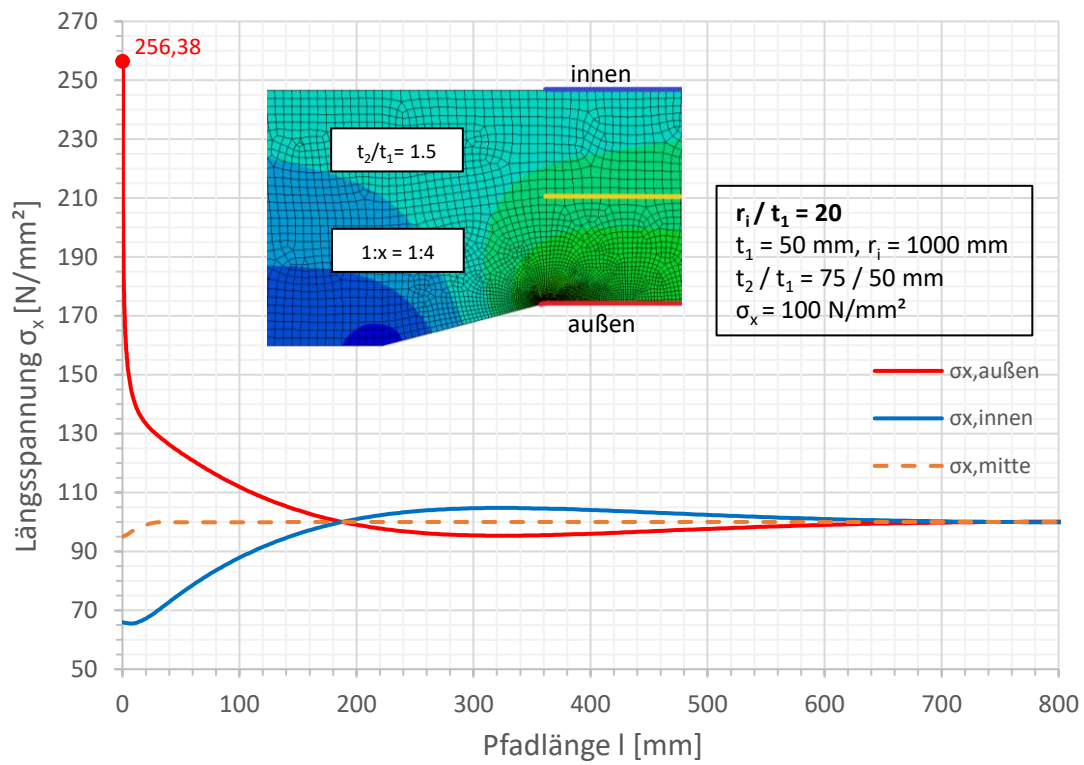 Längsspannung σx [N/mm²]
270
250
230
210
190
170
150
130
110
90
70
50
256,38
innen
t2/t1= 1.5
1:x = 1:4
außen
ri / t1 = 20
t1 = 50 mm, ri = 1000 mm
t2 / t1 = 75 / 50 mm
σx = 100 N/mm²
σx,außen
σx,innen
σx,mitte
0 100 200 300 400 500 600 700 800
Pfadlänge l [mm]